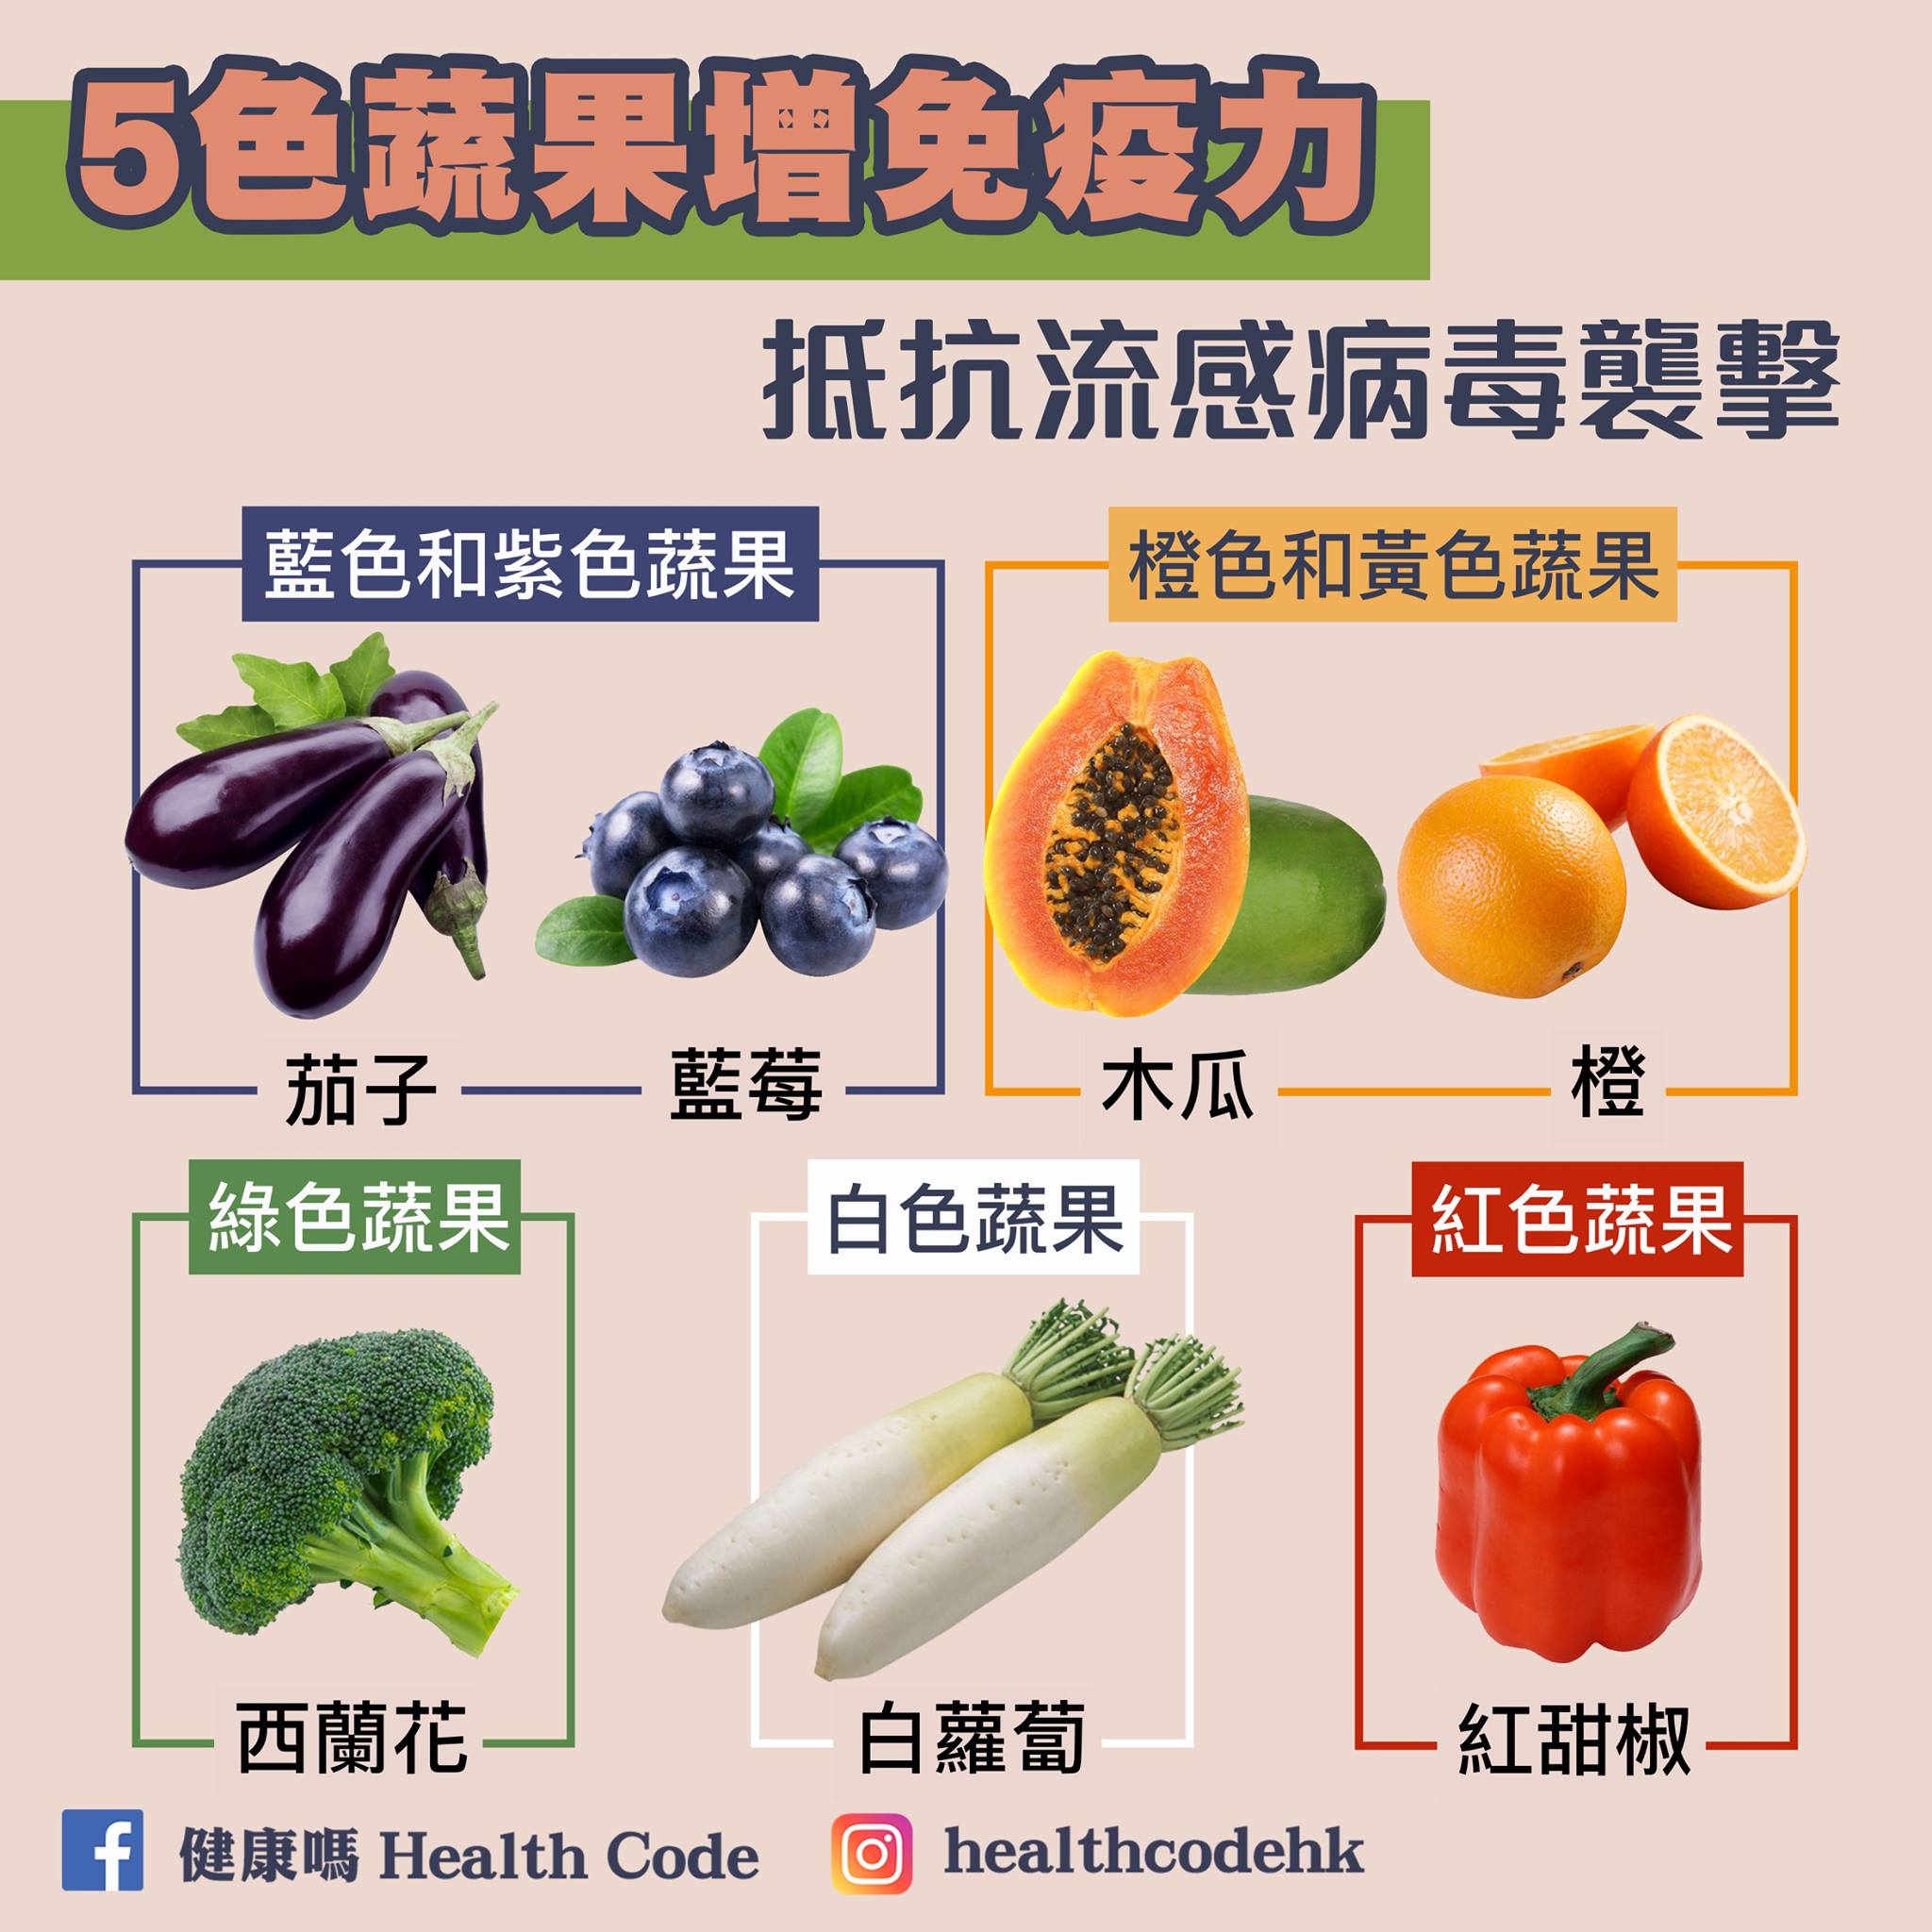 5色蔬果增免疫力
抵抗流感病毒襲擊
藍色和紫色蔬果
橙色和黃色蔬果
茄子
藍莓
木瓜
橙
綠色蔬果
白色蔬果
紅色蔬果
西蘭花
白蘿蔔
紅甜椒
健康嗎 Health Code
healthcodehk